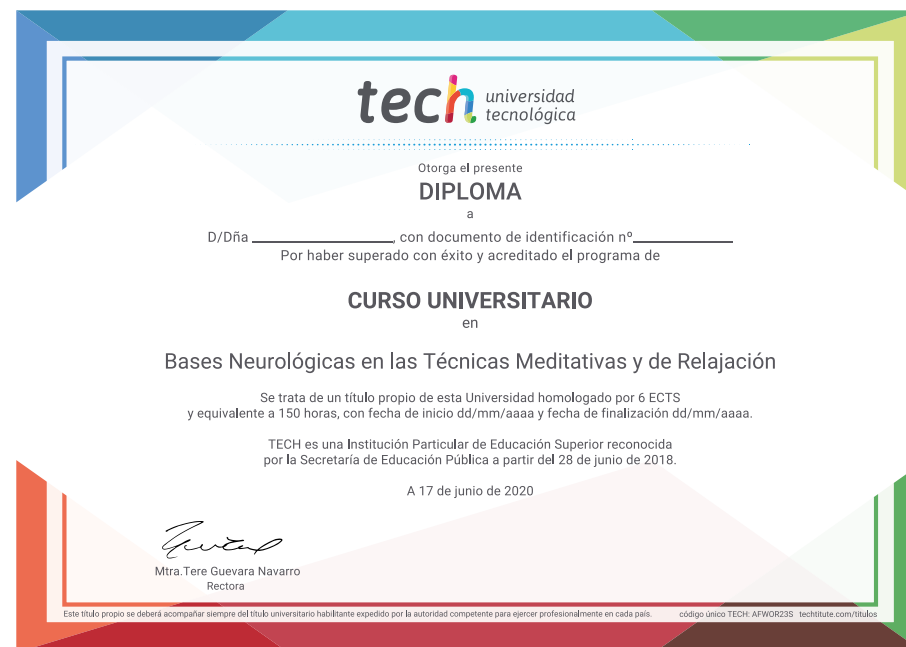 tech universidad
tecnológica
Otorga el presente
DIPLOMA
a
D/Dña ____________________, con documento de identificación nº______________
Por haber superado con éxito y acreditado el programa de
CURSO UNIVERSITARIO
en
Bases Neurológicas en las Técnicas Meditativas y de Relajación
Se trata de un título propio de esta Universidad homologado por 6 ECTS
y equivalente a 150 horas, con fecha de inicio dd/mm/aaaa y fecha de finalización dd/mm/aaaa.
TECH es una Institución Particular de Educación Superior reconocida
por la Secretaría de Educación Pública a partir del 28 de junio de 2018.
A 17 de junio de 2020
Mtra.Tere Guevara Navarro
Rectora
Este título propio se deberá acompañar siempre del título universitario habilitante expedido por la autoridad competente para ejercer profesionalmente en cada país. código único TECH: AFWOR23S techtitute.com/títulos